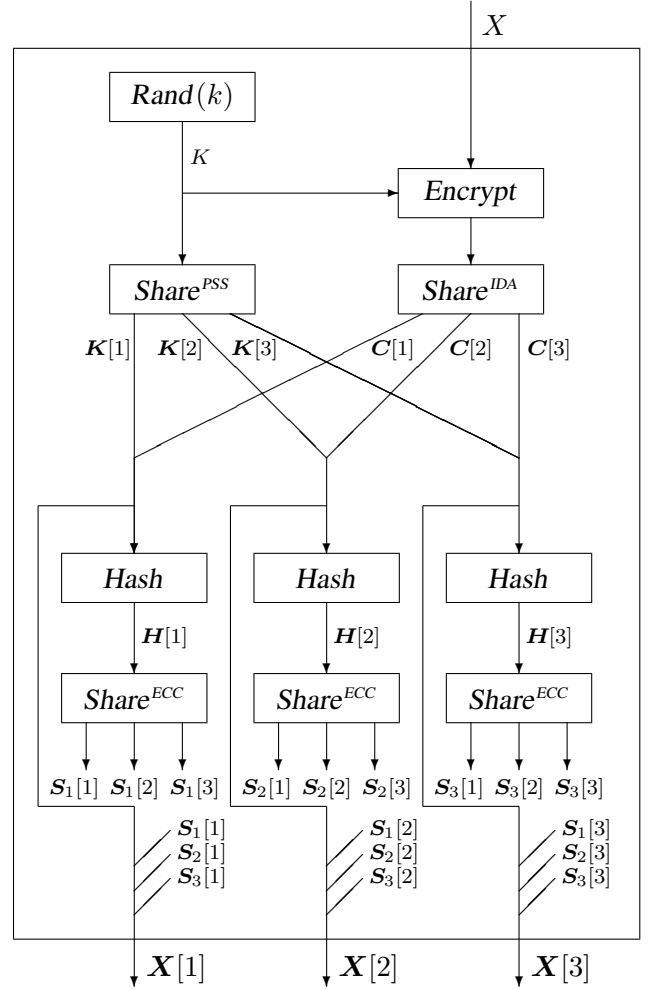 X
Rand(k)
K
Encrypt
Share^PSS Share^IDA
K[1] K[2] K[3] C[1] C[2] C[3]
Hash Hash Hash
H[1] H[2] H[3]
Share^ECC Share^ECC Share^ECC
S₁[1] S₁[2] S₁[3] S₂[1] S₂[2] S₂[3] S₃[1] S₃[2] S₃[3]
S₁[1] S₁[2] S₁[3]
S₂[1] S₂[2] S₂[3]
S₃[1] S₃[2] S₃[3]
X[1] X[2] X[3]